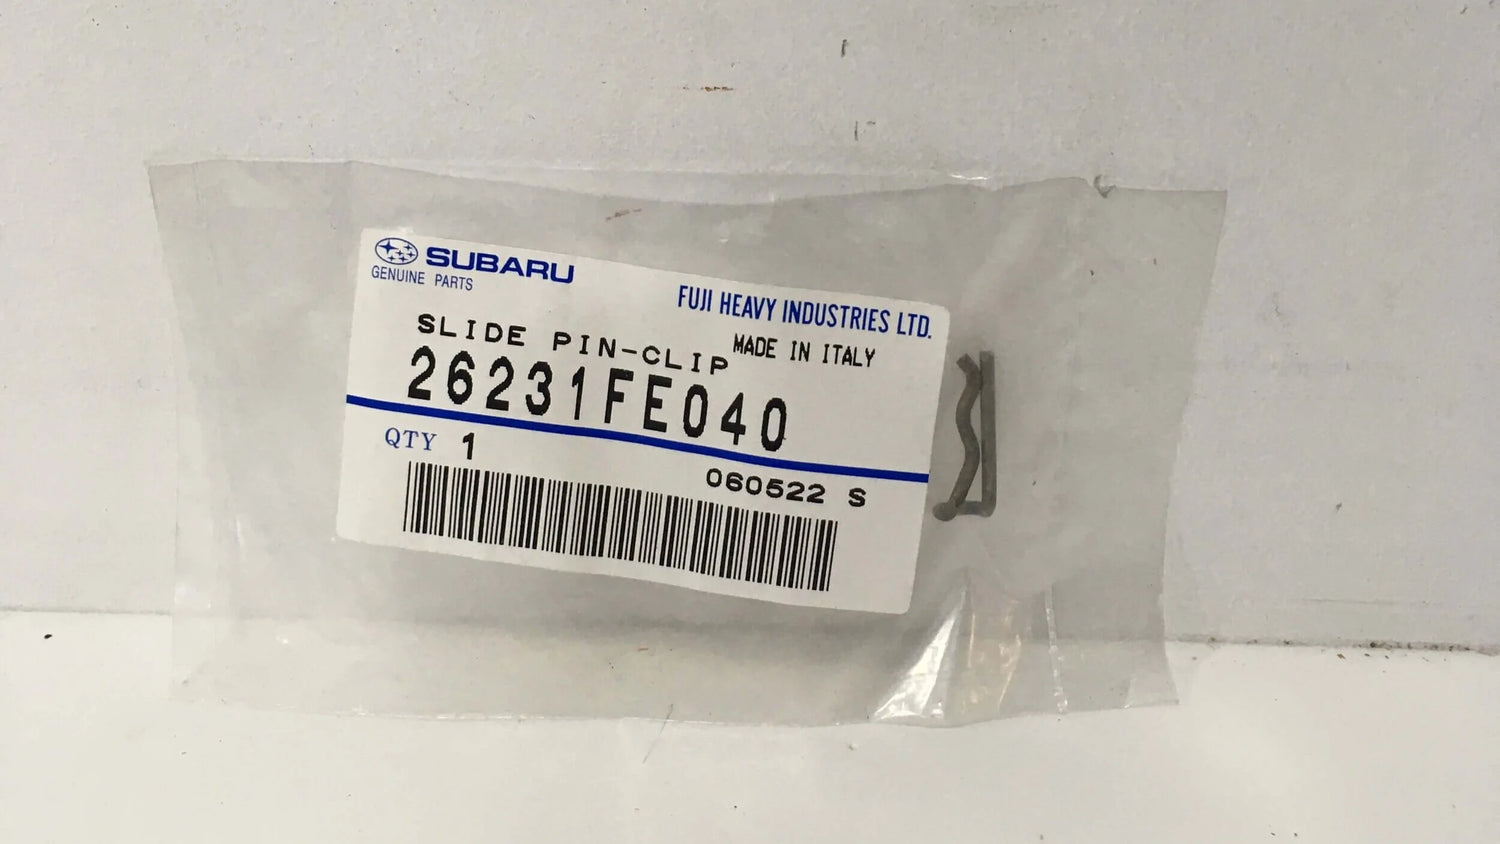 SUBARU
GENUINE PARTS
FUJI HEAVY INDUSTRIES LTD.
SLIDE PIN-CLIP
MADE IN ITALY
26231FE040
QTY 1
060522 S